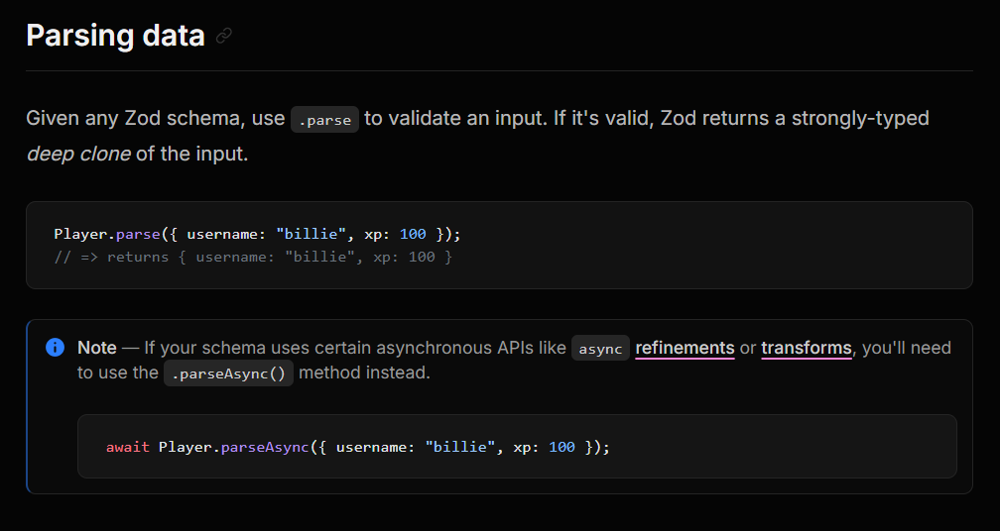 Parsing data
Given any Zod schema, use .parse to validate an input. If it's valid, Zod returns a strongly-typed
deep clone of the input.
Player.parse({ username: "billie", xp: 100 });
// => returns { username: "billie", xp: 100 }
Note — If your schema uses certain asynchronous APIs like async refinements or transforms, you'll need
to use the .parseAsync() method instead.
await Player.parseAsync({ username: "billie", xp: 100 });